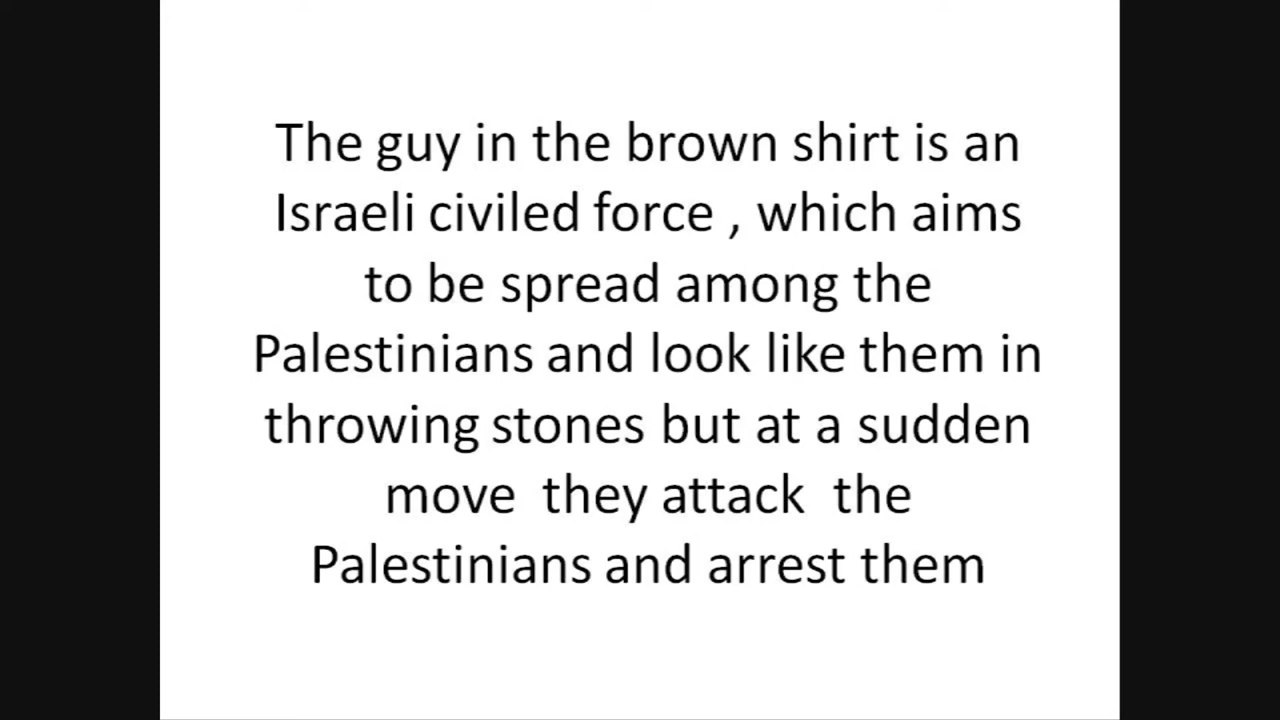 The guy in the brown shirt is an
Israeli civiled force , which aims
to be spread among the
Palestinians and look like them in
throwing stones but at a sudden
move  they attack  the
Palestinians and arrest them